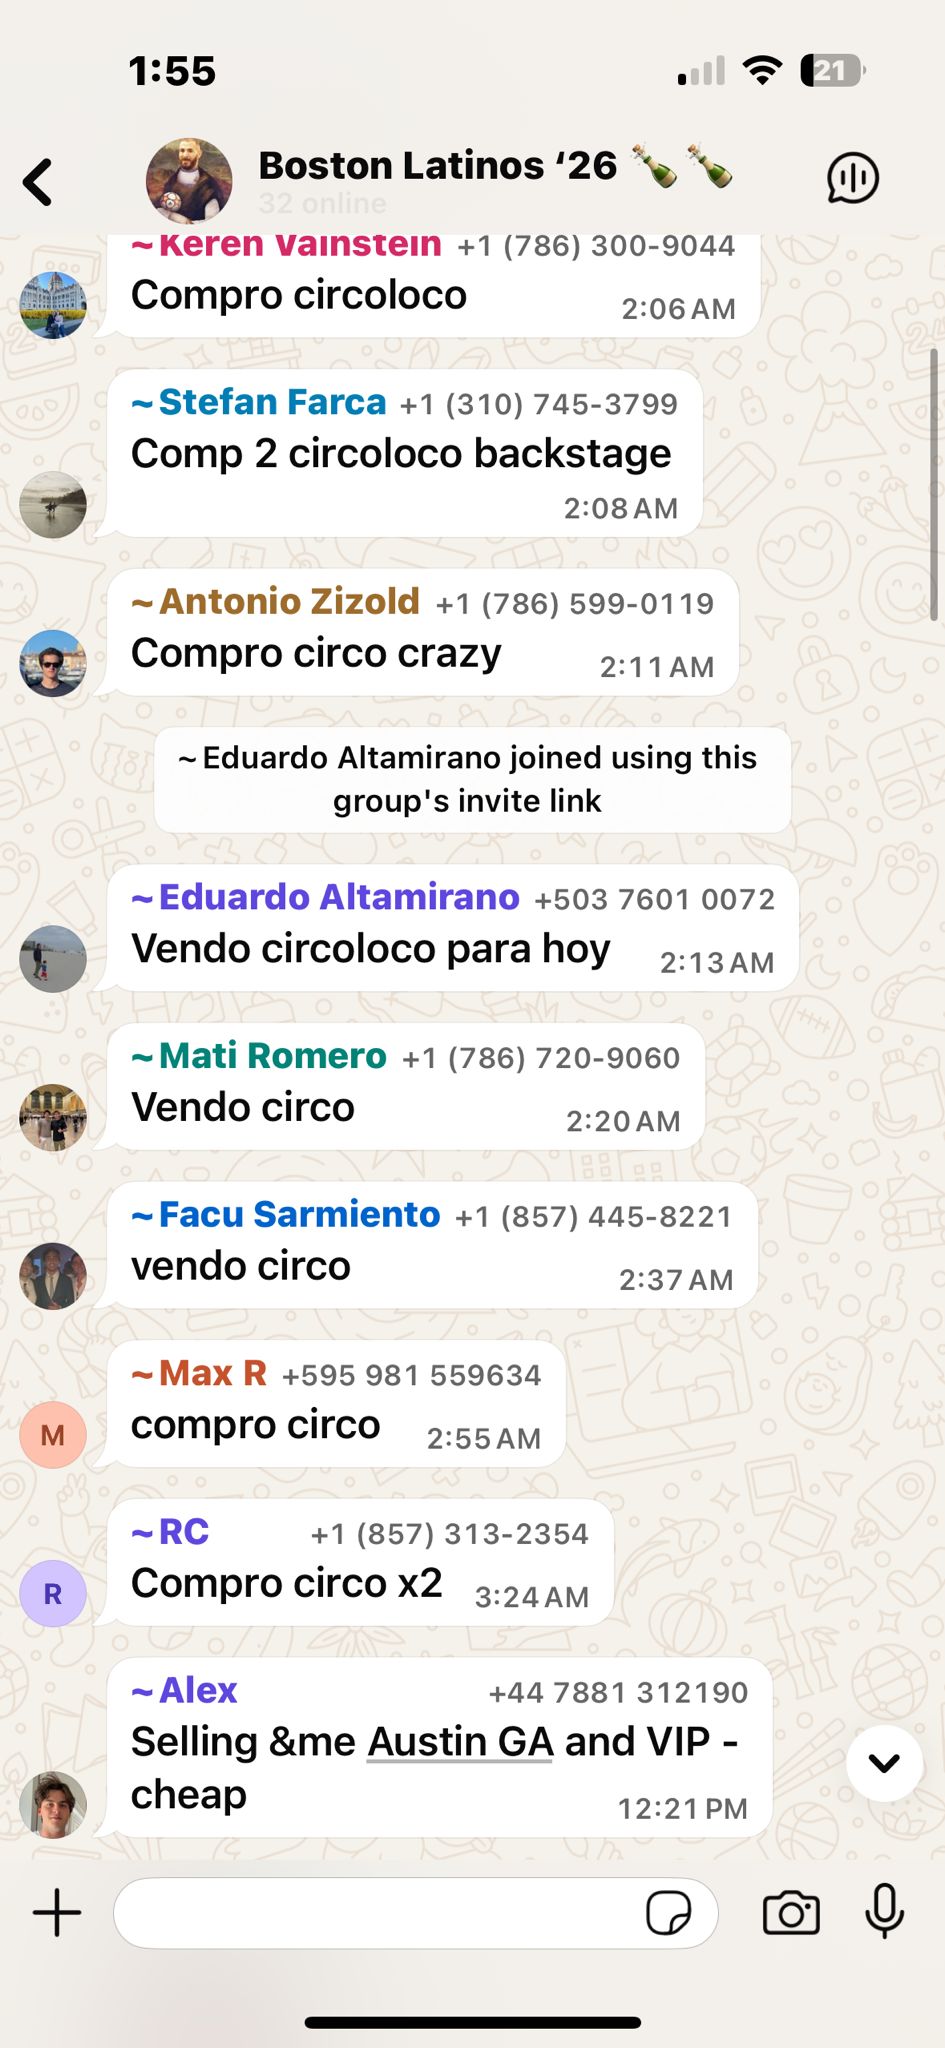 1:55
21
Boston Latinos ‘26 🍾 🍾
32 online
~Keren Vainstein +1 (786) 300-9044
Compro circoloco
2:06 AM
~Stefan Farca +1 (310) 745-3799
Comp 2 circoloco backstage
2:08 AM
~Antonio Zizold +1 (786) 599-0119
Compro circo crazy
2:11 AM
~Eduardo Altamirano joined using this
group's invite link
~Eduardo Altamirano +503 7601 0072
Vendo circoloco para hoy
2:13 AM
~Mati Romero +1 (786) 720-9060
Vendo circo
2:20 AM
~Facu Sarmiento +1 (857) 445-8221
vendo circo
2:37 AM
~Max R +595 981 559634
M
compro circo
2:55 AM
~RC +1 (857) 313-2354
R
Compro circo x2
3:24 AM
~Alex +44 7881 312190
Selling &me Austin GA and VIP -
cheap
12:21 PM